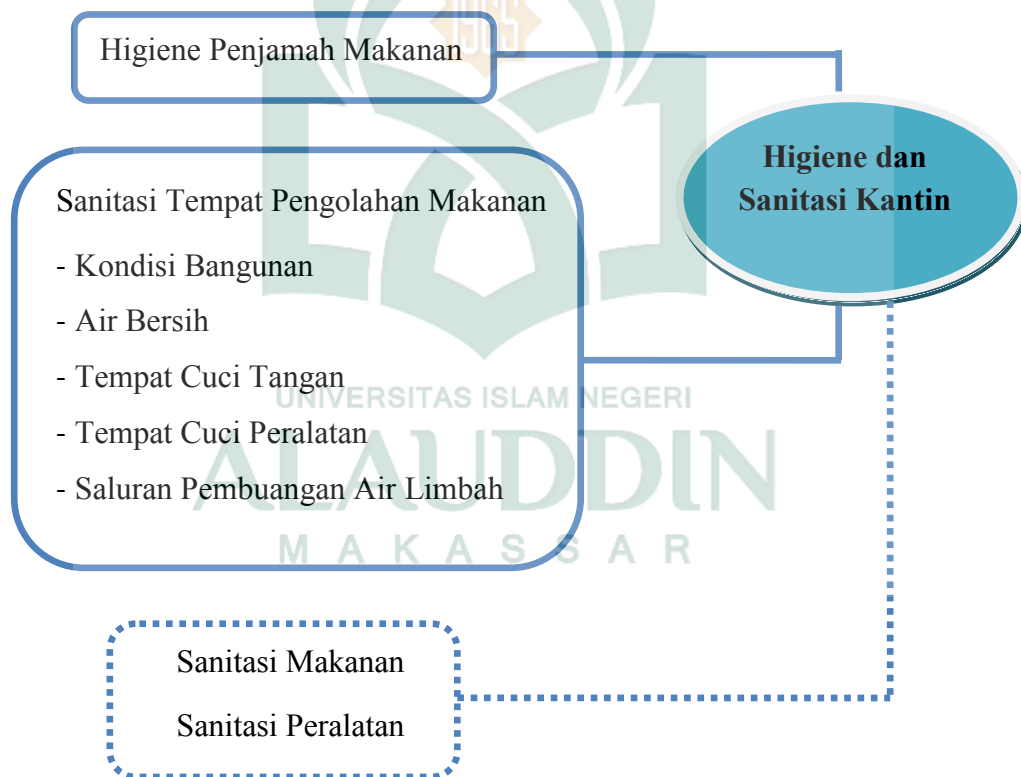 Higiene Penjamah Makanan
Higiene dan
Sanitasi Kantin
Sanitasi Tempat Pengolahan Makanan
- Kondisi Bangunan
- Air Bersih
- Tempat Cuci Tangan
- Tempat Cuci Peralatan
- Saluran Pembuangan Air Limbah
UNIVERSITAS ISLAM NEGERI
ALAUDDIN
MAKASSAR
Sanitasi Makanan
Sanitasi Peralatan